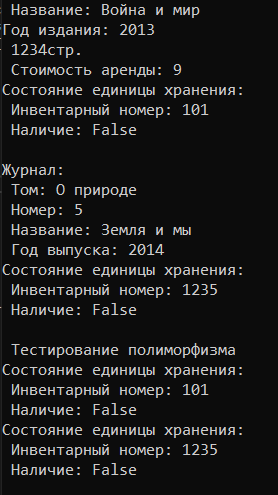 Название: Война и мир
Год издания: 2013
1234стр.
Стоимость аренды: 9
Состояние единицы хранения:
Инвентарный номер: 101
Наличие: False
Журнал:
Том: О природе
Номер: 5
Название: Земля и мы
Год выпуска: 2014
Состояние единицы хранения:
Инвентарный номер: 1235
Наличие: False
Тестирование полиморфизма
Состояние единицы хранения:
Инвентарный номер: 101
Наличие: False
Состояние единицы хранения:
Инвентарный номер: 1235
Наличие: False